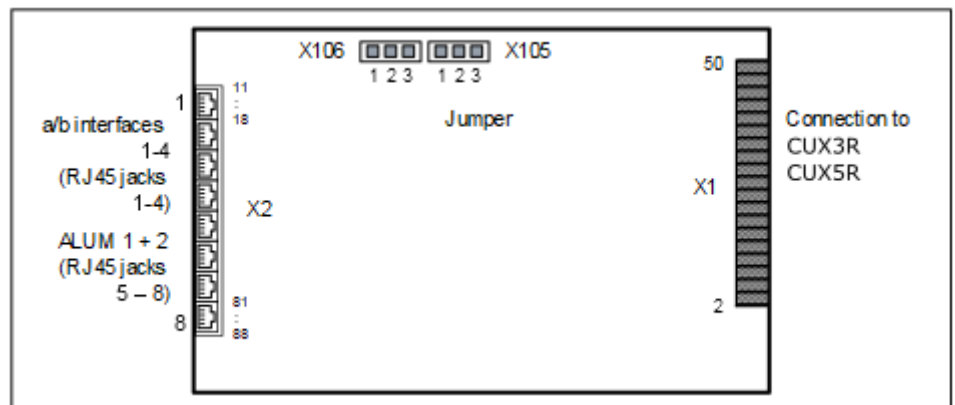 X106 X105
1 2 3 1 2 3
Jumper
50
1
11
:
18
a/b interfaces
1-4
(RJ45 jacks
1-4)
X2
ALUM 1 + 2
(RJ45 jacks
5 – 8)
8
81
:
88
X1
2
Connection to
CUX3R
CUX5R